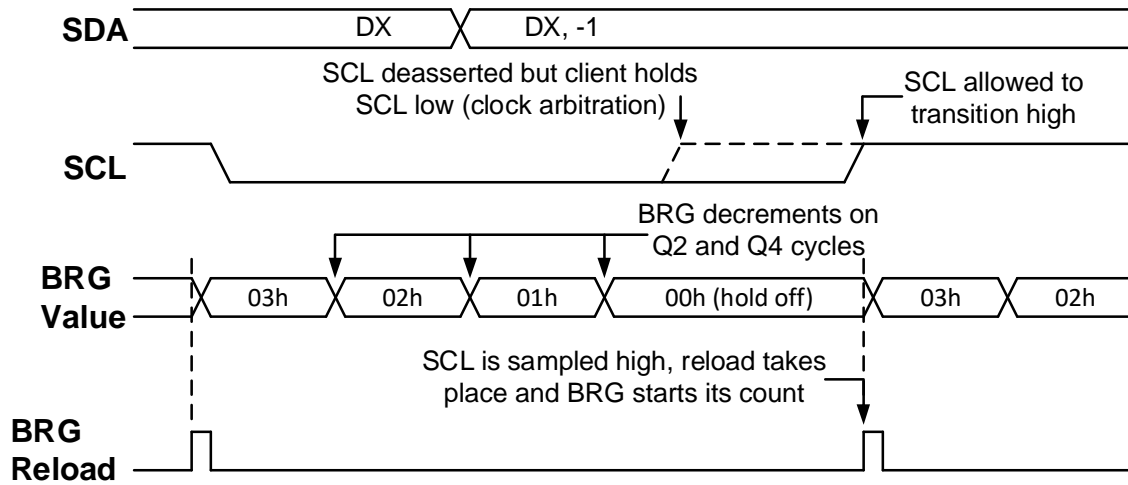 SDA
DX
DX, -1
SCL deasserted but client holds
SCL low (clock arbitration)
SCL allowed to
transition high
SCL
BRG decrements on
Q2 and Q4 cycles
BRG
Value
03h
02h
01h
00h (hold off)
03h
02h
SCL is sampled high, reload takes
place and BRG starts its count
BRG
Reload